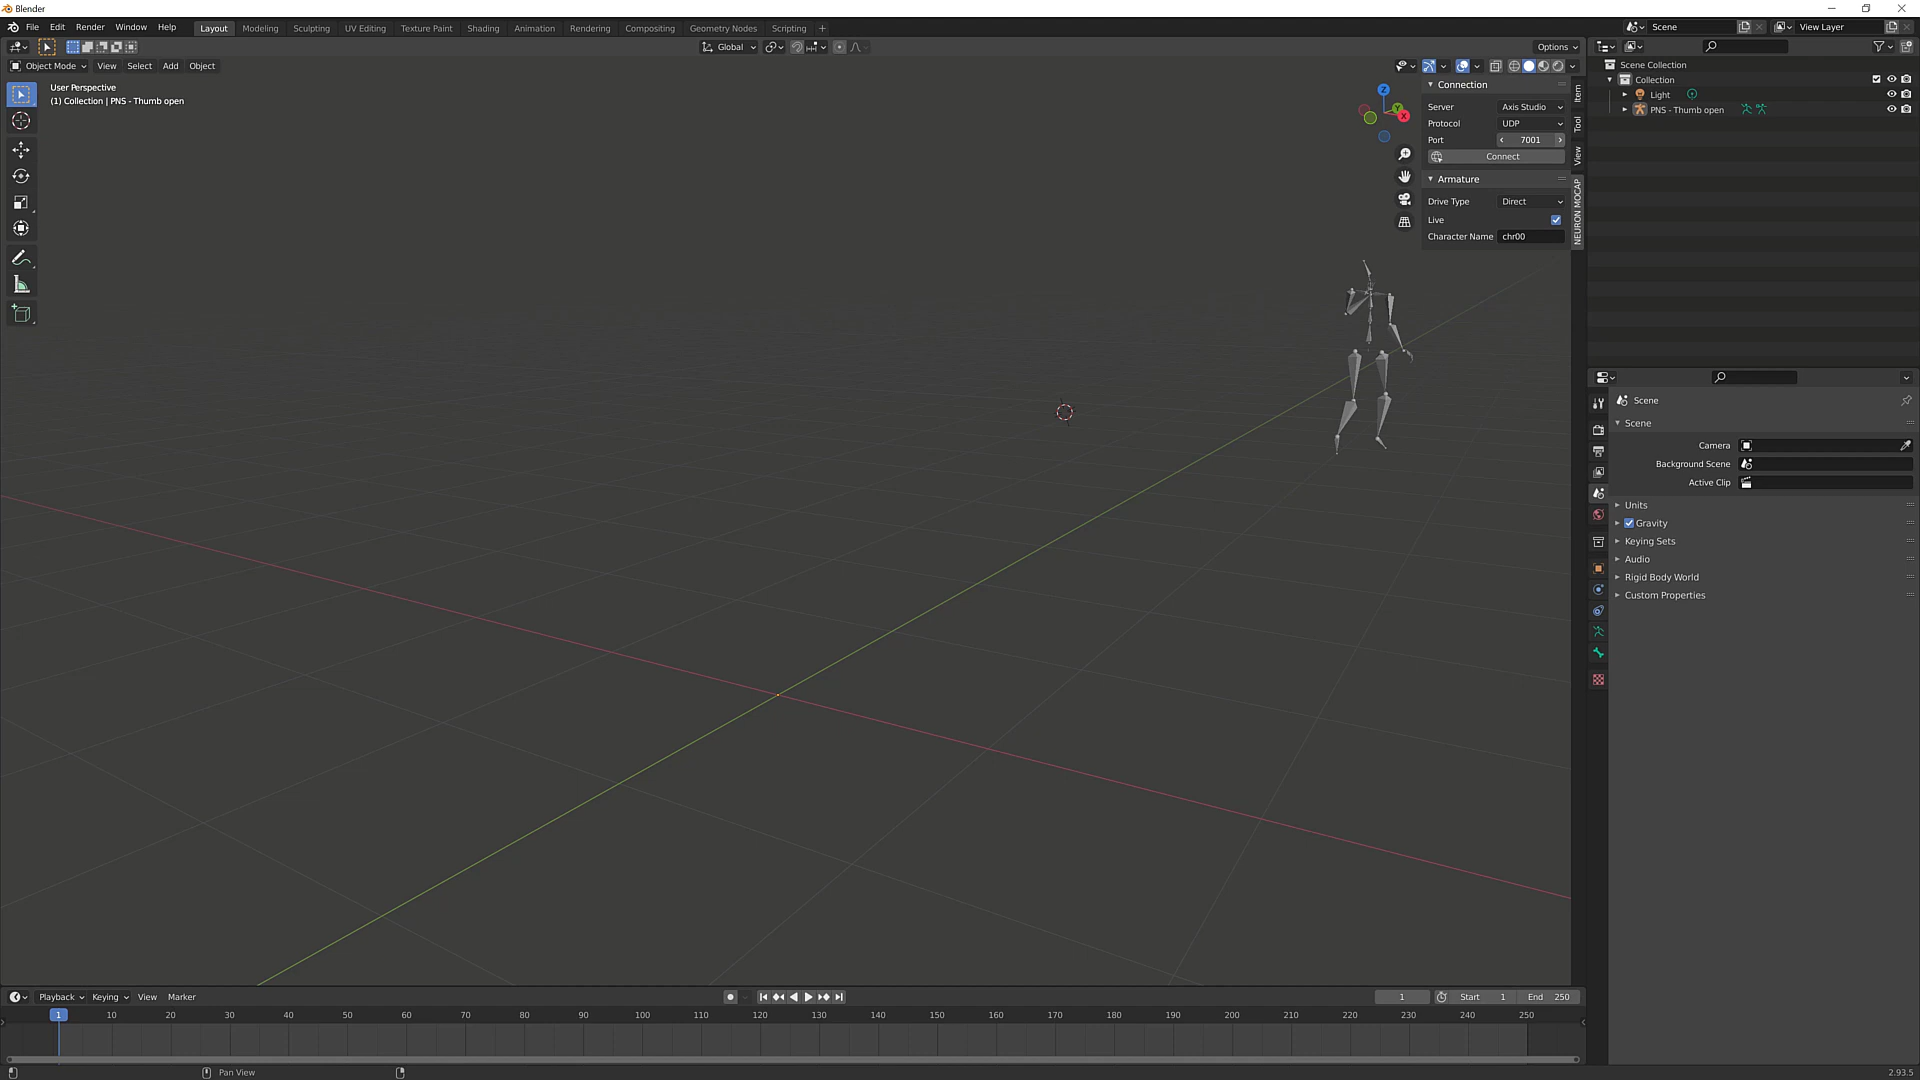 Blender
File Edit Render Window Help Layout Modeling Sculpting UV Editing Texture Paint Shading Animation Rendering Compositing Geometry Nodes Scripting + Scene View Layer
Global Options
Object Mode View Select Add Object
User Perspective
(1) Collection | PNS - Thumb open
Z
Y
X
Connection
Server Axis Studio
Protocol UDP
Port 7001
Connect
Armature
Drive Type Direct
Live
Character Name chr00
Item
Tool
View
NEURON MOCAP
Scene Collection
Collection
Light
PNS - Thumb open
Scene
Scene
Camera
Background Scene
Active Clip
Units
Gravity
Keying Sets
Audio
Rigid Body World
Custom Properties
Playback Keying View Marker 1 Start 1 End 250
1 10 20 30 40 50 60 70 80 90 100 110 120 130 140 150 160 170 180 190 200 210 220 230 240 250
Pan View 2.93.5